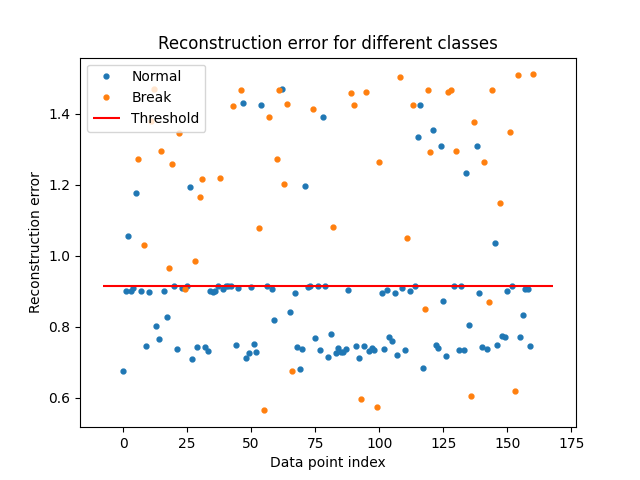 Reconstruction error for different classes
Normal
Break
Threshold
Reconstruction error
1.4
1.2
1.0
0.8
0.6
0 25 50 75 100 125 150 175
Data point index